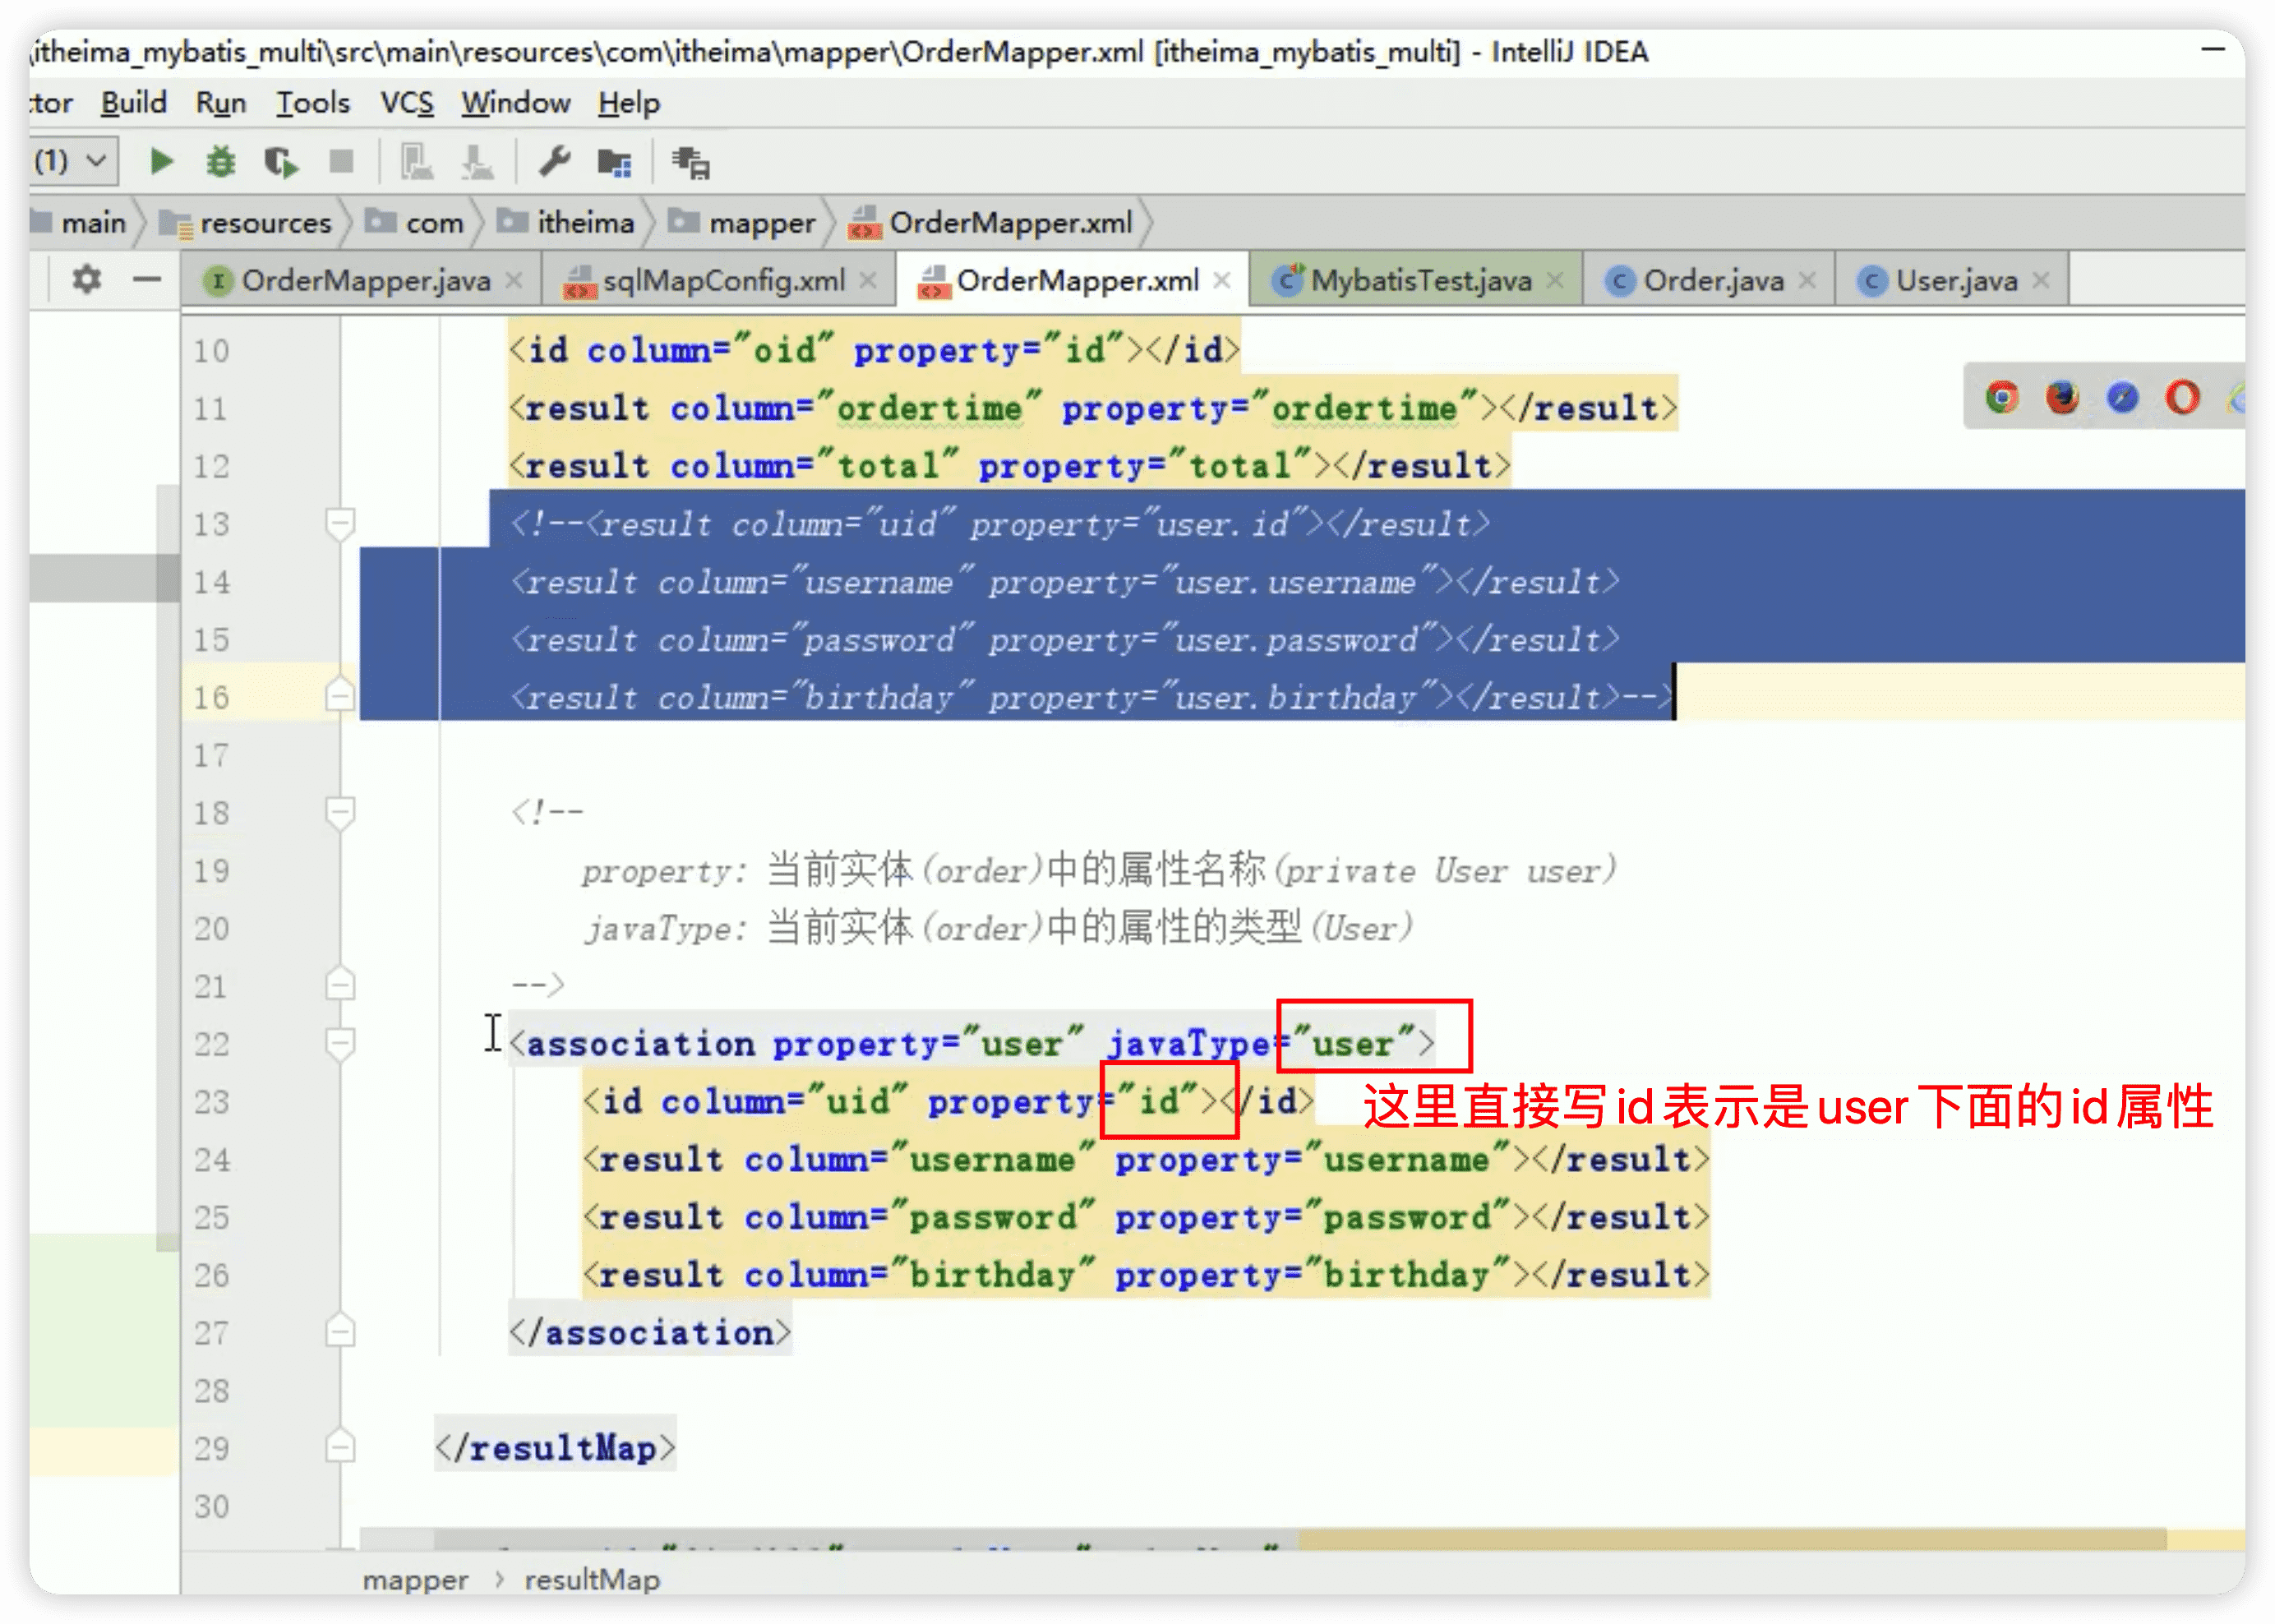 \itheima_mybatis_multi\src\main\resources\com\itheima\mapper\OrderMapper.xml [itheima_mybatis_multi] - IntelliJ IDEA
ctor Build Run Tools VCS Window Help
(1)
main resources com itheima mapper OrderMapper.xml
OrderMapper.java sqlMapConfig.xml OrderMapper.xml MybatisTest.java Order.java User.java
10 <id column="oid" property="id"></id>
11 <result column="ordertime" property="ordertime"></result>
12 <result column="total" property="total"></result>
13 <!--<result column="uid" property="user.id"></result>
14 <result column="username" property="user.username"></result>
15 <result column="password" property="user.password"></result>
16 <result column="birthday" property="user.birthday"></result>-->
17
18 <!--
19 property: 当前实体(order)中的属性名称(private User user)
20 javaType: 当前实体(order)中的属性的类型(User)
21 -->
22 <association property="user" javaType="user">
23 <id column="uid" property="id"></id> 这里直接写id表示是user下面的id属性
24 <result column="username" property="username"></result>
25 <result column="password" property="password"></result>
26 <result column="birthday" property="birthday"></result>
27 </association>
28
29 </resultMap>
30
mapper › resultMap